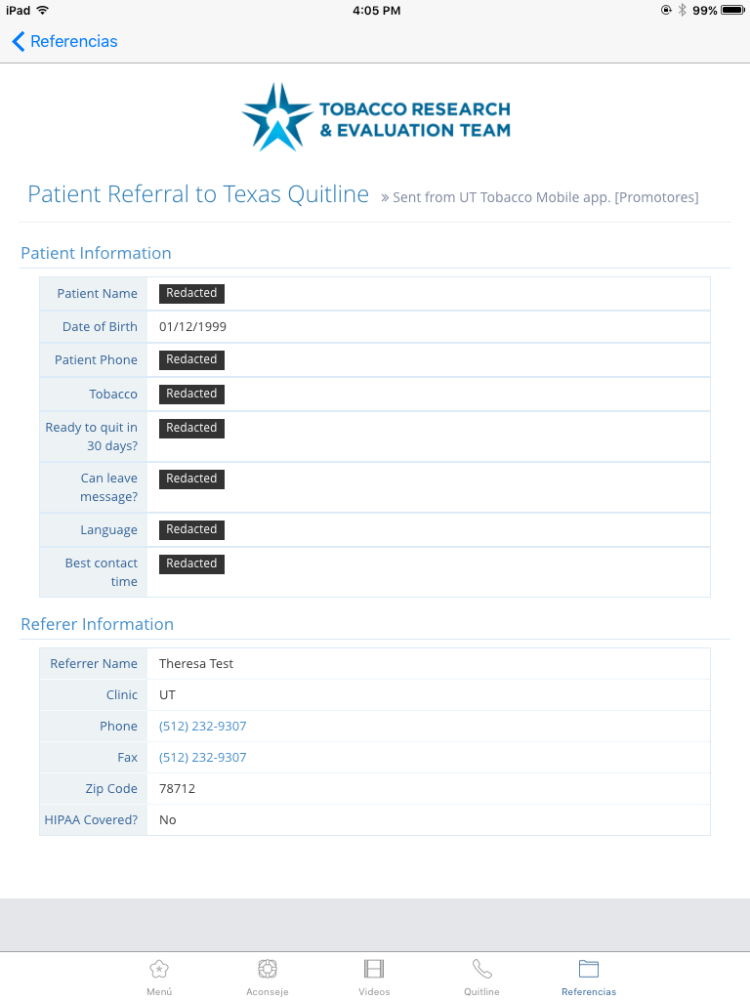 iPad 4:05 PM 99%
Referencias
TOBACCO RESEARCH
& EVALUATION TEAM
Patient Referral to Texas Quitline » Sent from UT Tobacco Mobile app. [Promotores]
Patient Information
Patient Name Redacted
Date of Birth 01/12/1999
Patient Phone Redacted
Tobacco Redacted
Ready to quit in Redacted
30 days?
Can leave Redacted
message?
Language Redacted
Best contact Redacted
time
Referer Information
Referrer Name Theresa Test
Clinic UT
Phone (512) 232-9307
Fax (512) 232-9307
Zip Code 78712
HIPAA Covered? No
Menú Aconseje Videos Quitline Referencias